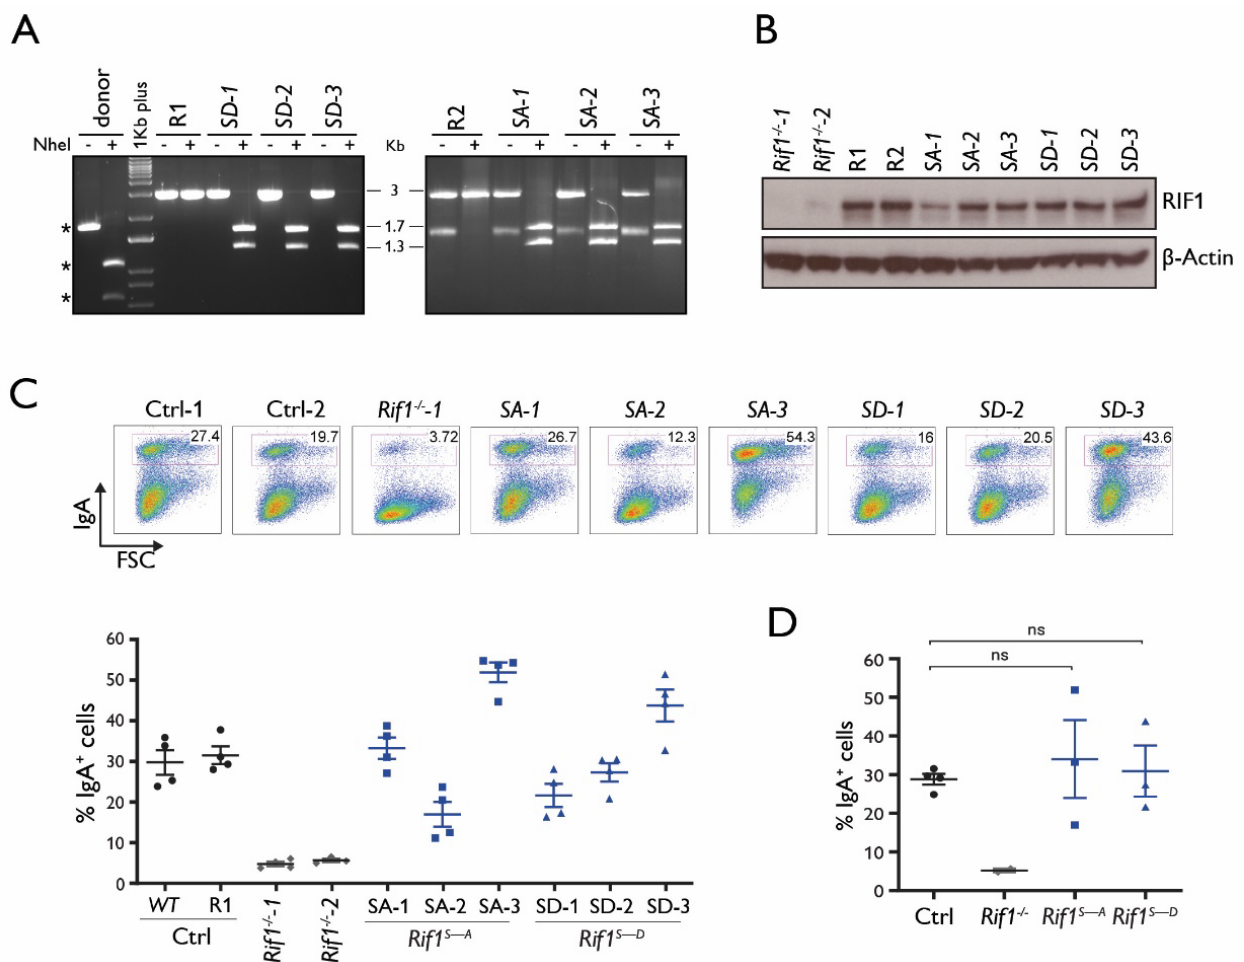 A
donor
1Kb plus
R1
SD-1
SD-2
SD-3
R2
SA-1
SA-2
SA-3
NheI
- + - + - + - + - +
Kb
- + - + - + - +
*
*
*
3
1.7
1.3
B
Rif1-/--1
Rif1-/--2
R1
R2
SA-1
SA-2
SA-3
SD-1
SD-2
SD-3
RIF1
β-Actin
C
Ctrl-1 Ctrl-2 Rif1-/--1 SA-1 SA-2 SA-3 SD-1 SD-2 SD-3
27.4 19.7 3.72 26.7 12.3 54.3 16 20.5 43.6
IgA
FSC
% IgA+ cells
60
50
40
30
20
10
0
WT R1 Rif1-/--1 Rif1-/--2 SA-1 SA-2 SA-3 SD-1 SD-2 SD-3
Ctrl Rif1S—A Rif1S—D
D
ns
ns
% IgA+ cells
60
50
40
30
20
10
0
Ctrl Rif1-/- Rif1S—A Rif1S—D